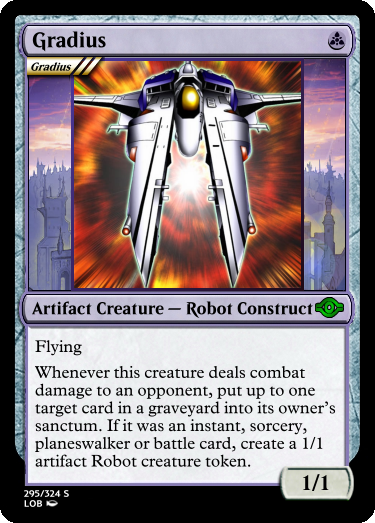 Gradius
Gradius
Artifact Creature — Robot Construct
Flying
Whenever this creature deals combat
damage to an opponent, put up to one
target card in a graveyard into its owner’s
sanctum. If it was an instant, sorcery,
planeswalker or battle card, create a 1/1
artifact Robot creature token.
1/1
295/324 S
LOB